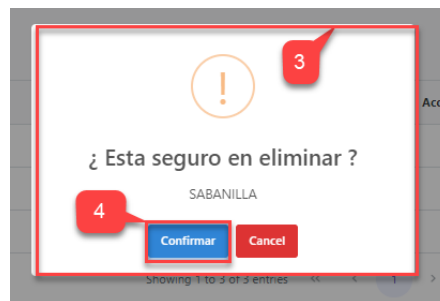 3
!
Acc
¿ Esta seguro en eliminar ?
SABANILLA
4
Confirmar Cancel
Showing 1 to 3 of 3 entries << < 1 >